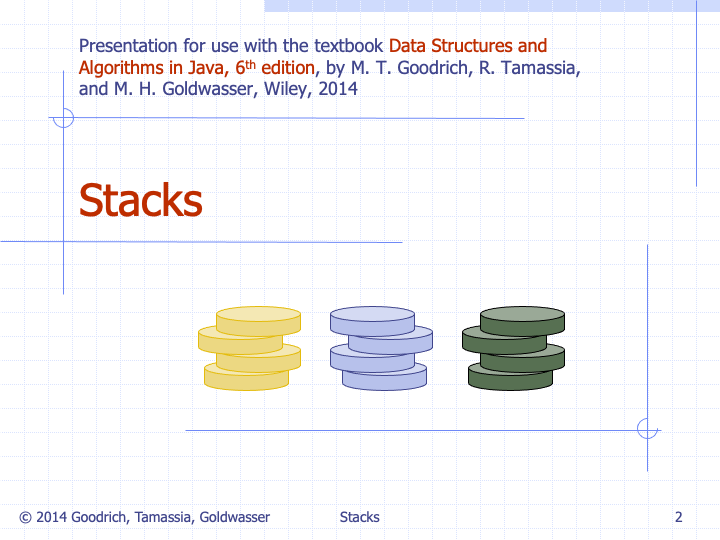 Presentation for use with the textbook Data Structures and
Algorithms in Java, 6th edition, by M. T. Goodrich, R. Tamassia,
and M. H. Goldwasser, Wiley, 2014
Stacks
© 2014 Goodrich, Tamassia, Goldwasser Stacks 2